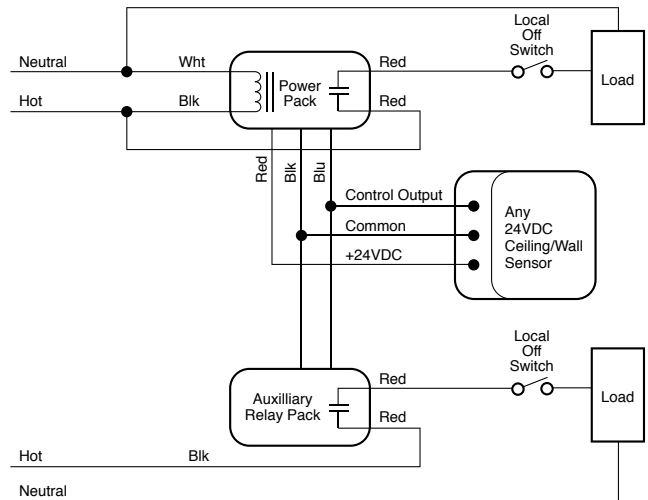 Local
Off
Switch
Neutral
Wht
Red
Power
Pack
Load
Hot
Blk
Red
Red
Blk
Blu
Control Output
Common
+24VDC
Any
24VDC
Ceiling/Wall
Sensor
Local
Off
Switch
Red
Auxilliary
Relay Pack
Load
Red
Hot
Blk
Neutral